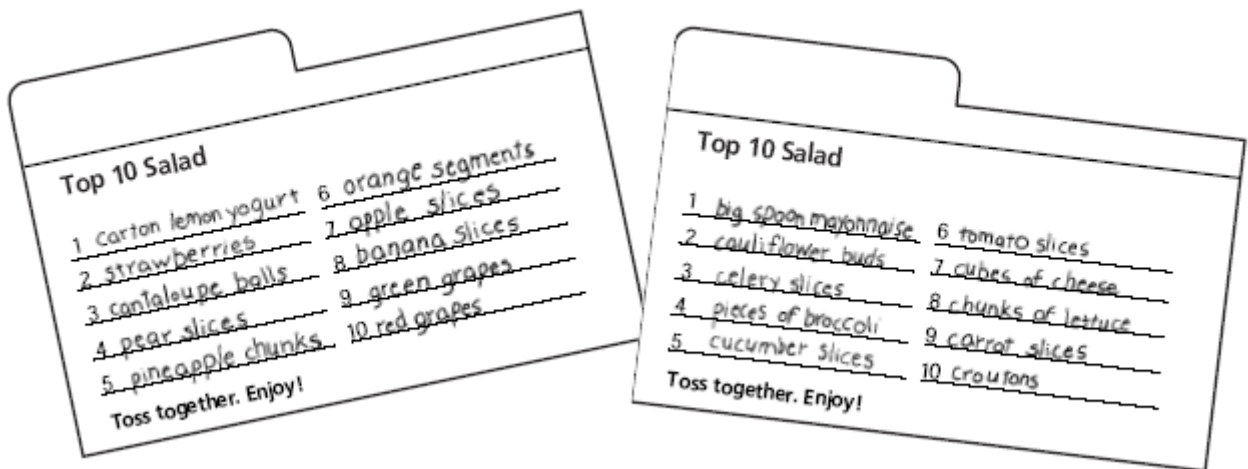 Top 10 Salad
1 carton lemon yogurt
2 strawberries
3 cantaloupe balls
4 pear slices
5 pineapple chunks
6 orange segments
7 apple slices
8 banana slices
9 green grapes
10 red grapes
Toss together. Enjoy!
Top 10 Salad
1 big spoon mayonnaise
2 cauliflower buds
3 celery slices
4 pieces of broccoli
5 cucumber slices
6 tomato slices
7 cubes of cheese
8 chunks of lettuce
9 carrot slices
10 croutons
Toss together. Enjoy!